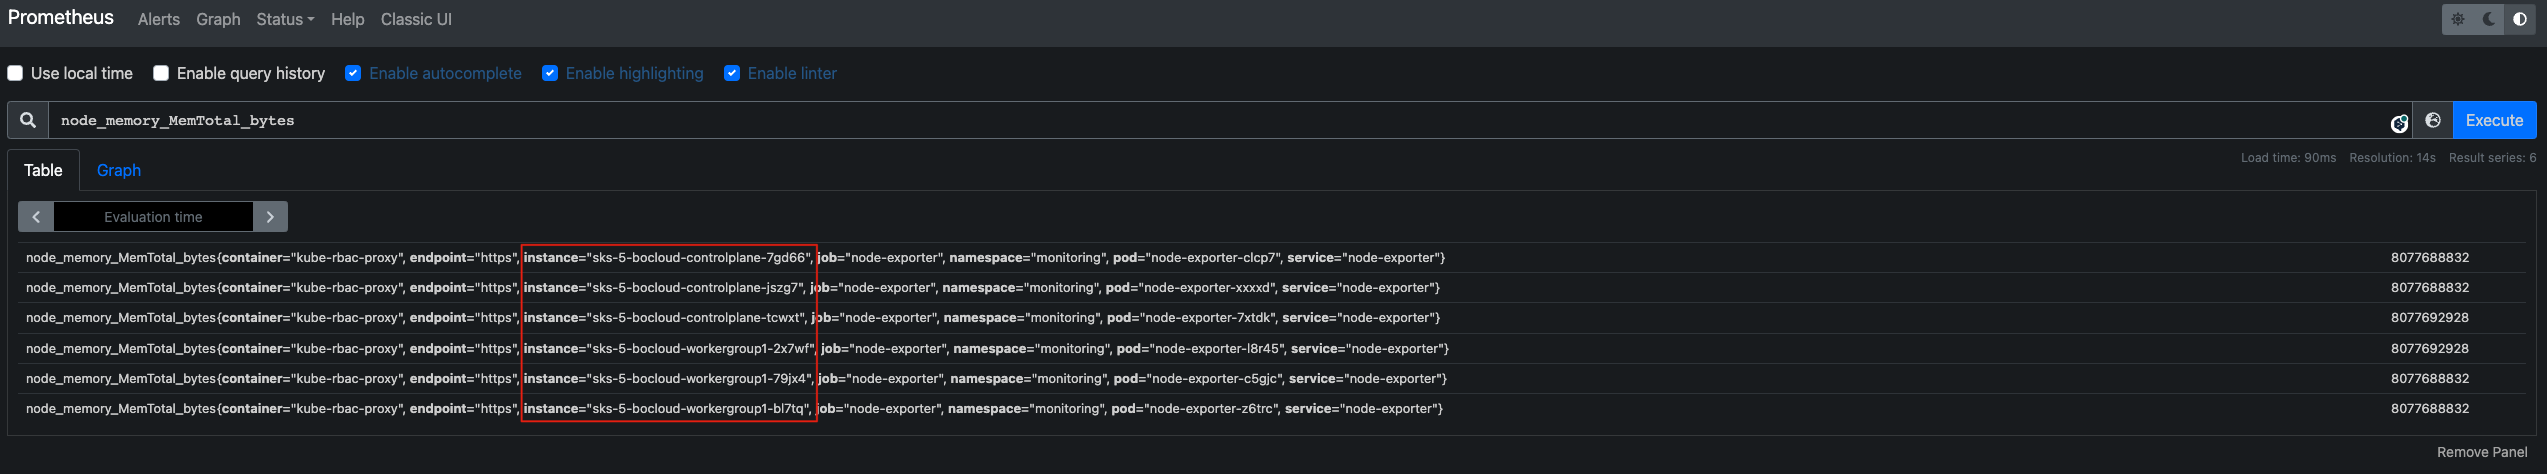 Prometheus Alerts Graph Status Help Classic UI
Use local time Enable query history Enable autocomplete Enable highlighting Enable linter
node_memory_MemTotal_bytes Execute
Table Graph Load time: 90ms Resolution: 14s Result series: 6
Evaluation time
node_memory_MemTotal_bytes{container="kube-rbac-proxy", endpoint="https", instance="sks-5-bocloud-controlplane-7gd66", job="node-exporter", namespace="monitoring", pod="node-exporter-clcp7", service="node-exporter"} 8077688832
node_memory_MemTotal_bytes{container="kube-rbac-proxy", endpoint="https", instance="sks-5-bocloud-controlplane-jszg7", job="node-exporter", namespace="monitoring", pod="node-exporter-xxxxd", service="node-exporter"} 8077688832
node_memory_MemTotal_bytes{container="kube-rbac-proxy", endpoint="https", instance="sks-5-bocloud-controlplane-tcwxt", job="node-exporter", namespace="monitoring", pod="node-exporter-7xtdk", service="node-exporter"} 8077692928
node_memory_MemTotal_bytes{container="kube-rbac-proxy", endpoint="https", instance="sks-5-bocloud-workergroup1-2x7wf", job="node-exporter", namespace="monitoring", pod="node-exporter-l8r45", service="node-exporter"} 8077692928
node_memory_MemTotal_bytes{container="kube-rbac-proxy", endpoint="https", instance="sks-5-bocloud-workergroup1-79jx4", job="node-exporter", namespace="monitoring", pod="node-exporter-c5gjc", service="node-exporter"} 8077688832
node_memory_MemTotal_bytes{container="kube-rbac-proxy", endpoint="https", instance="sks-5-bocloud-workergroup1-bl7tq", job="node-exporter", namespace="monitoring", pod="node-exporter-z6trc", service="node-exporter"} 8077688832
Remove Panel